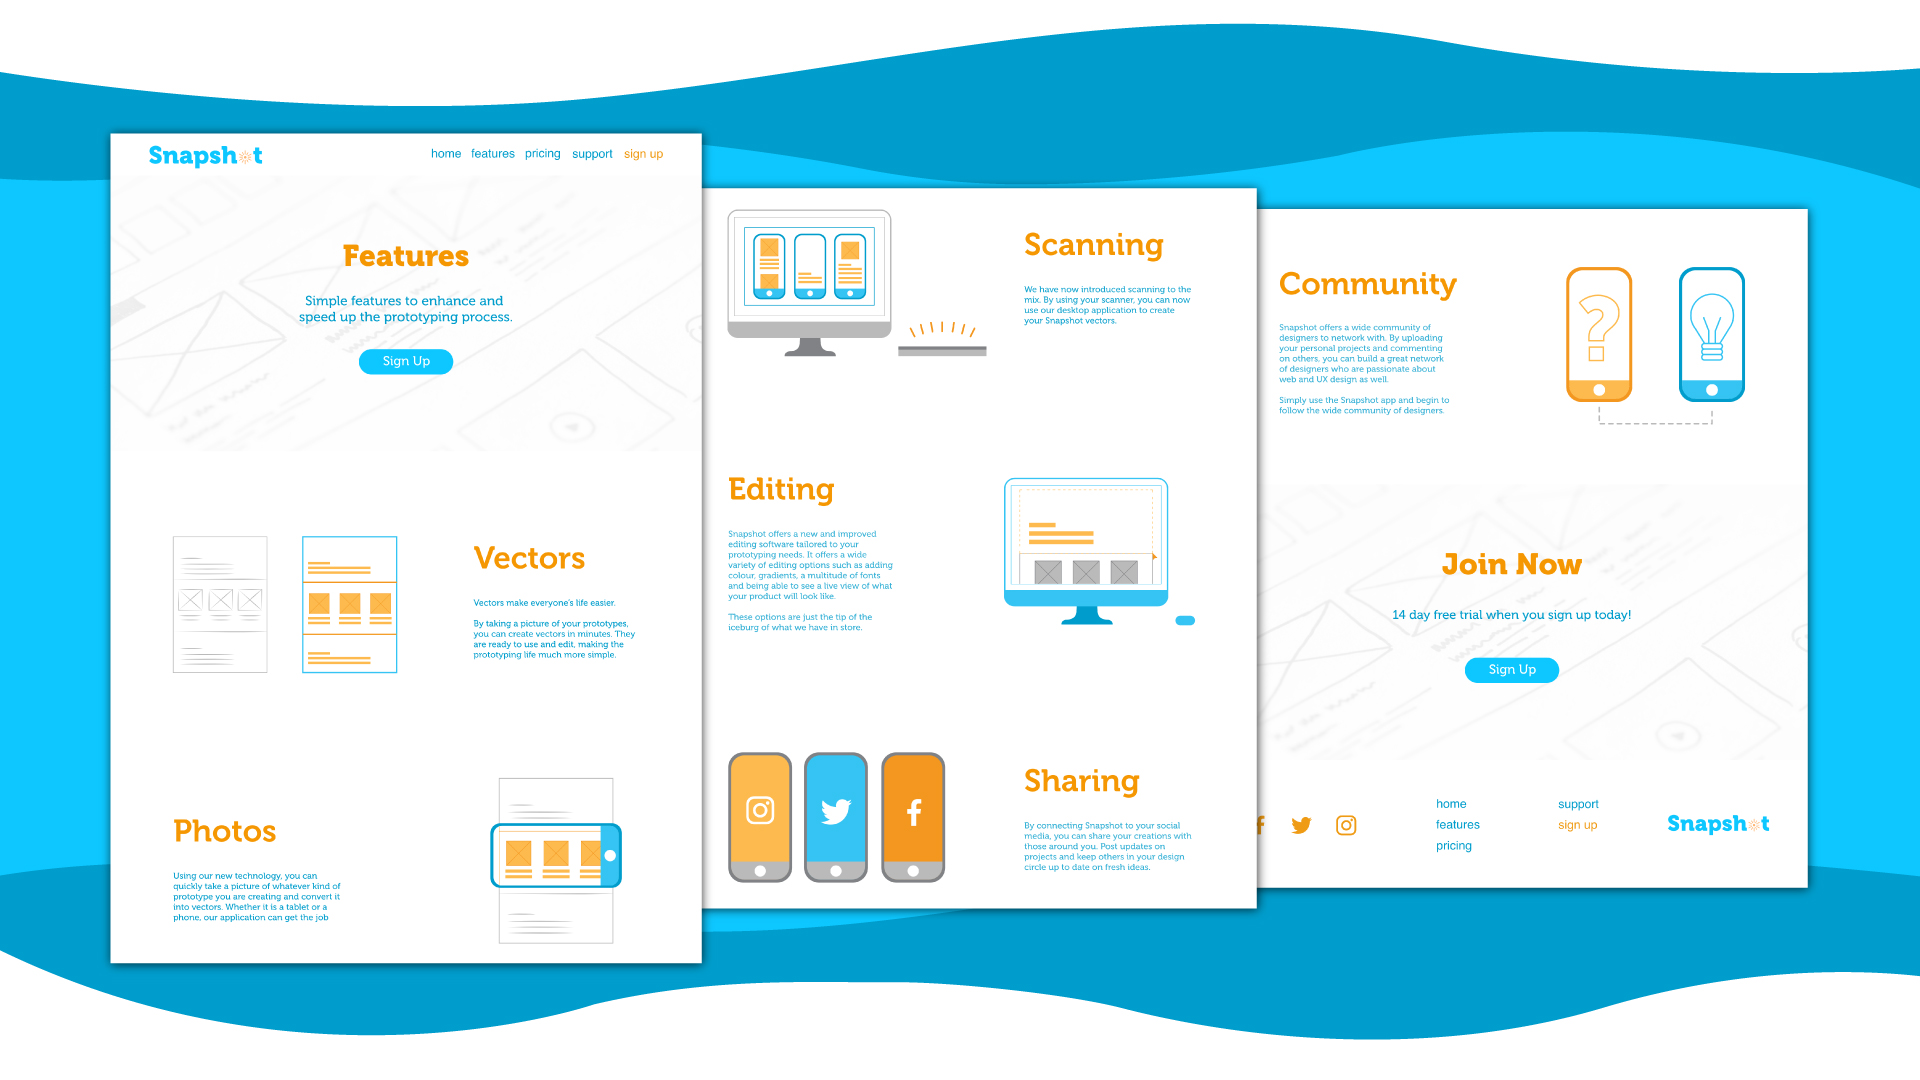 Snapshot
home features pricing support sign up
Features
Simple features to enhance and
speed up the prototyping process.
Sign Up
Vectors
Vectors make everyone's life easier.
By taking a picture of your prototypes,
you can create vectors in minutes. They
are ready to use and edit, making the
prototyping life much more simple.
Photos
Using our new technology, you can
quickly take a picture of whatever kind of
prototype you are creating and convert it
into vectors. Whether it is a tablet or a
phone, our application can get the job
Scanning
We have now introduced scanning to the
mix. By using your scanner, you can now
use our desktop application to create
your Snapshot vectors.
Editing
Snapshot offers a new and improved
editing software tailored to your
prototyping needs. It offers a wide
variety of editing options such as adding
colour, gradients, a multitude of fonts
and being able to see a live view of what
your product will look like.
These options are just the tip of the
iceburg of what we have in store.
Sharing
By connecting Snapshot to your social
media, you can share your creations with
those around you. Post updates on
projects and keep others in your design
circle up to date on fresh ideas.
Community
Snapshot offers a wide community of
designers to network with. By uploading
your personal projects and commenting
on others, you can build a great network
of designers who are passionate about
web and UX design as well.
Simply use the Snapshot app and begin to
follow the wide community of designers.
?
Join Now
14 day free trial when you sign up today!
Sign Up
home
features
pricing
support
sign up
Snapshot